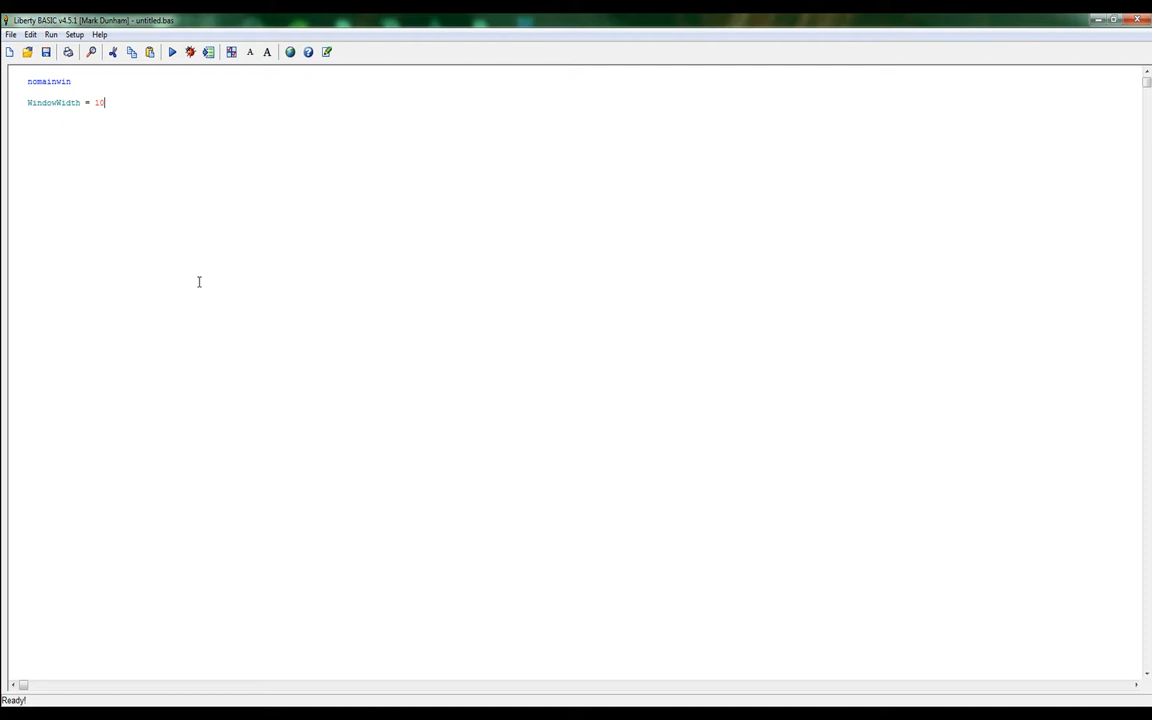 Liberty BASIC v4.5.1 [Mark Dunham] - untitled.bas
File Edit Run Setup Help
A A
nomainwin
WindowWidth = 10
Ready!